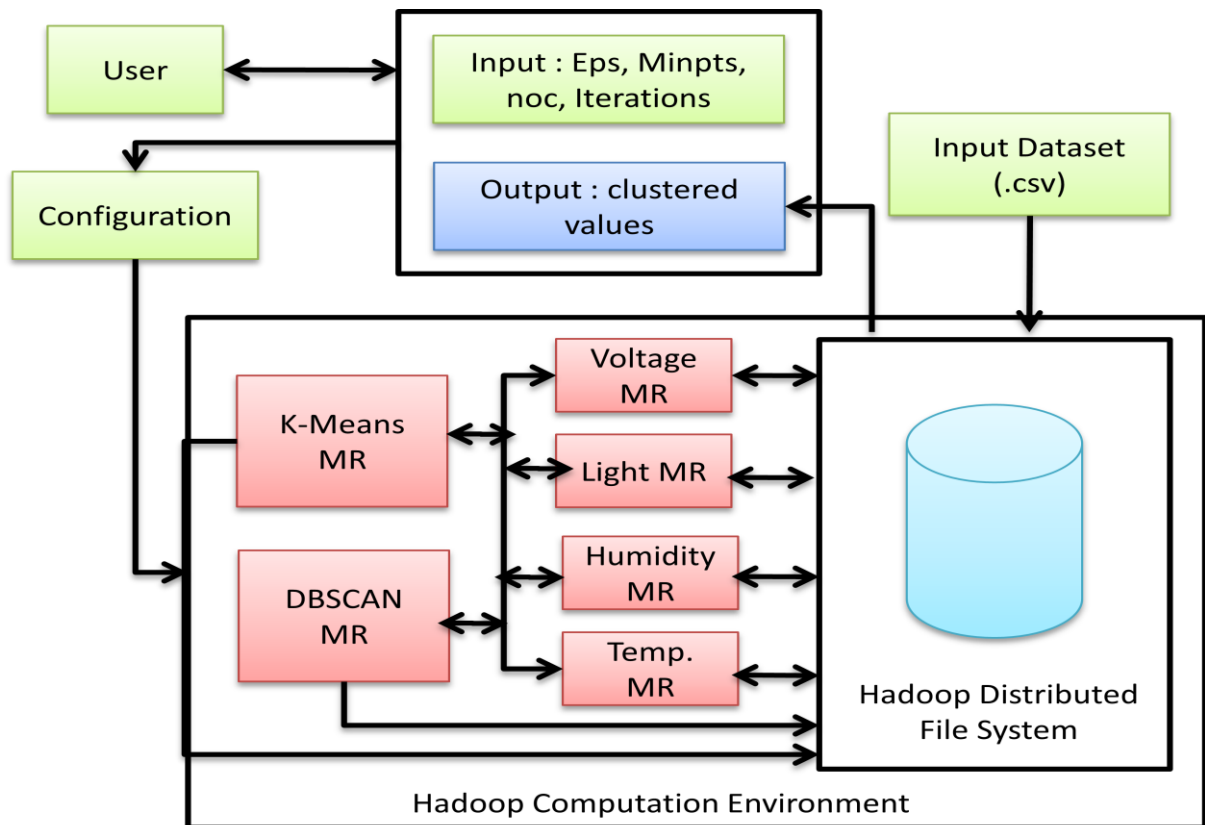 User
Input : Eps, Minpts,
noc, Iterations
Output : clustered
values
Input Dataset
(.csv)
Configuration
K-Means
MR
DBSCAN
MR
Voltage
MR
Light MR
Humidity
MR
Temp.
MR
Hadoop Distributed
File System
Hadoop Computation Environment